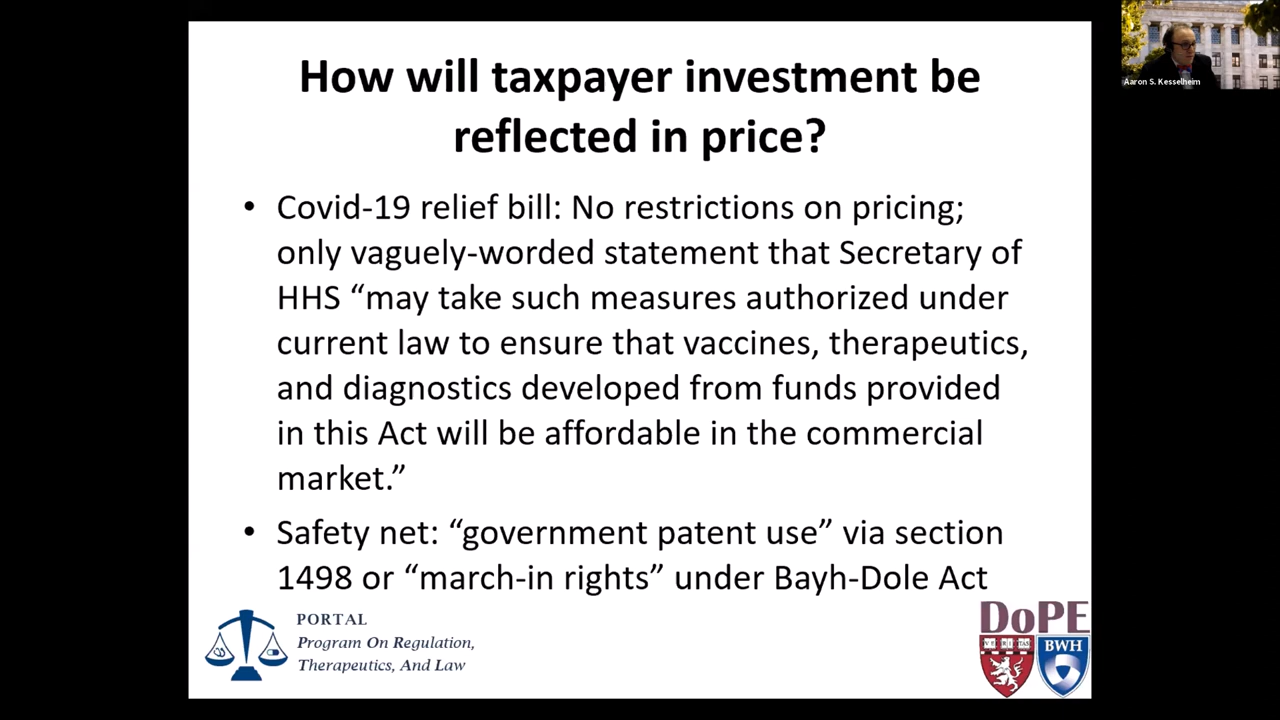 How will taxpayer investment be
reflected in price?
• Covid-19 relief bill: No restrictions on pricing;
only vaguely-worded statement that Secretary of
HHS “may take such measures authorized under
current law to ensure that vaccines, therapeutics,
and diagnostics developed from funds provided
in this Act will be affordable in the commercial
market.”
• Safety net: “government patent use” via section
1498 or “march-in rights” under Bayh-Dole Act
PORTAL
Program On Regulation,
Therapeutics, And Law
DoPE
BWH
Aaron S. Kesselheim